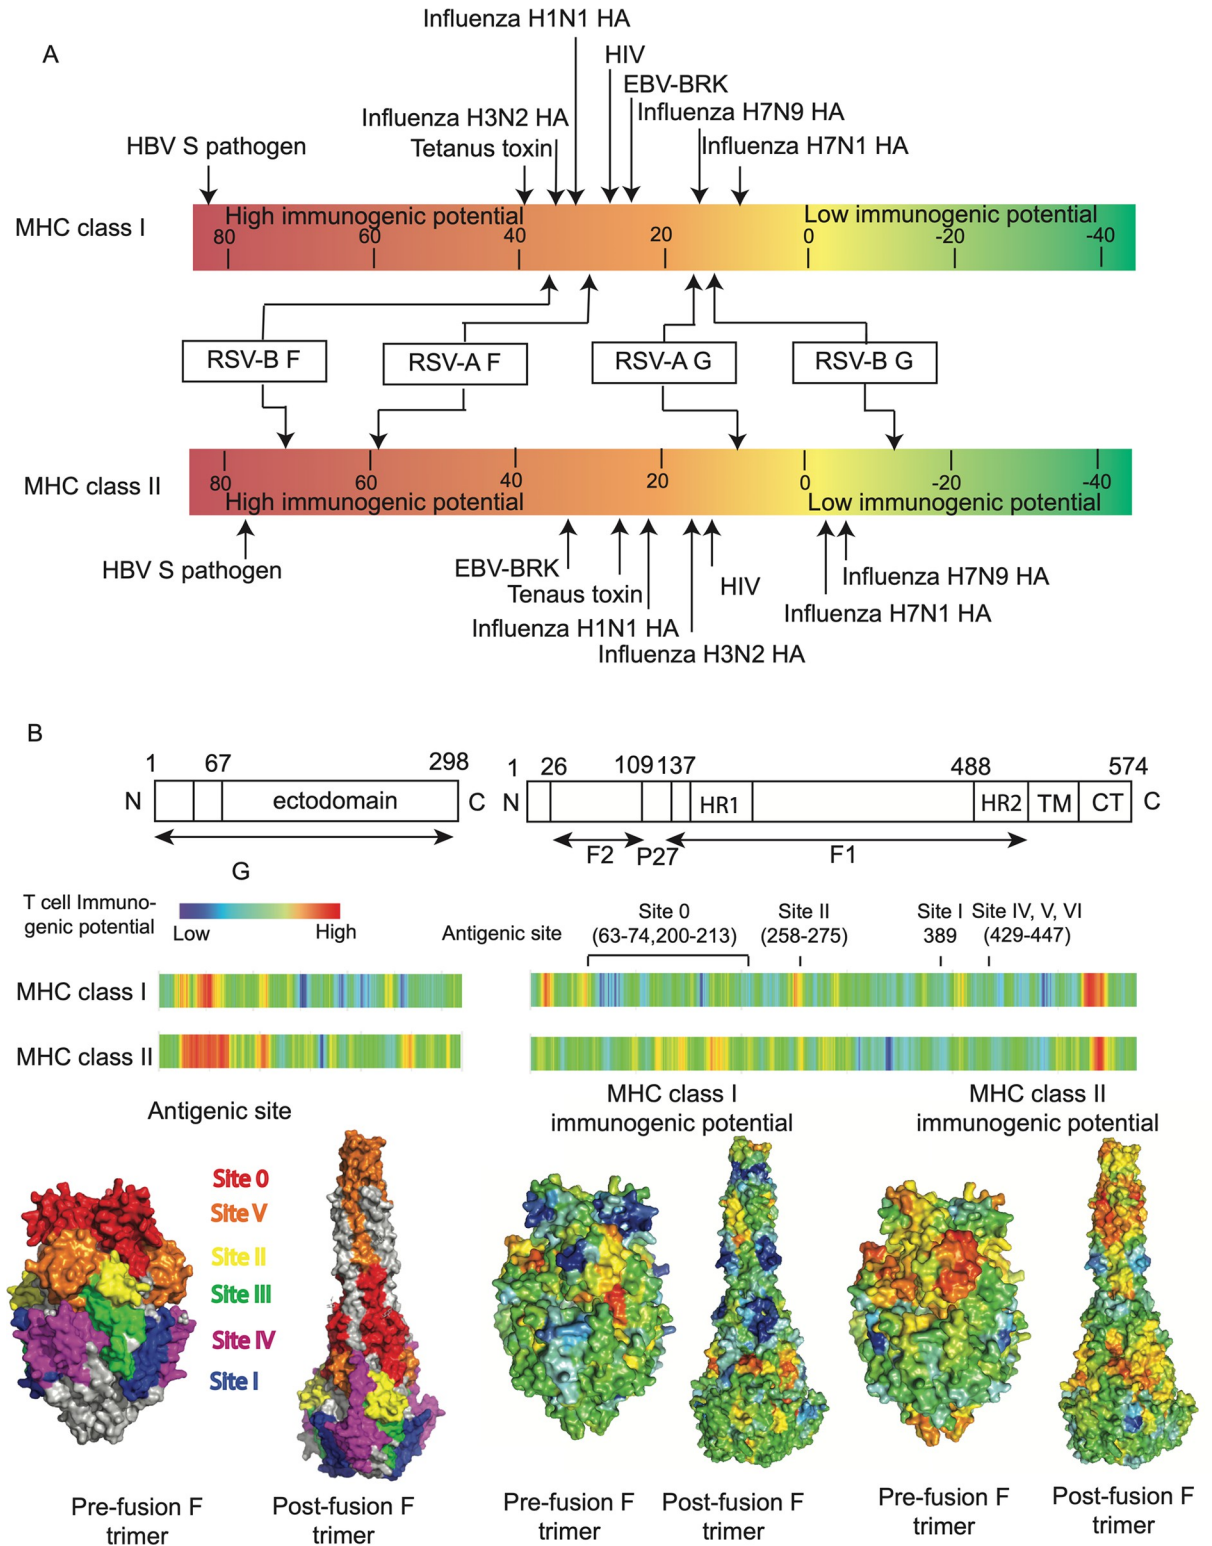 A
Influenza H1N1 HA
HIV
EBV-BRK
Influenza H3N2 HA
Influenza H7N9 HA
HBV S pathogen
Tetanus toxin
Influenza H7N1 HA
MHC class I
High immunogenic potential
Low immunogenic potential
80 60 40 20 0 -20 -40
RSV-B F
RSV-A F
RSV-A G
RSV-B G
MHC class II
80 60 40 20 0 -20 -40
High immunogenic potential
Low immunogenic potential
HBV S pathogen
EBV-BRK
Tenaus toxin
HIV
Influenza H7N9 HA
Influenza H1N1 HA
Influenza H7N1 HA
Influenza H3N2 HA
B
1 67 298
N ectodomain C
G
1 26 109 137 488 574
N HR1 HR2 TM CT C
F2 P27 F1
T cell Immuno-
genic potential
Low High
Antigenic site
Site 0
(63-74,200-213)
Site II
(258-275)
Site I
389
Site IV, V, VI
(429-447)
MHC class I
MHC class II
Antigenic site
MHC class I
immunogenic potential
MHC class II
immunogenic potential
Site 0
Site V
Site II
Site III
Site IV
Site I
Pre-fusion F
trimer
Post-fusion F
trimer
Pre-fusion F
trimer
Post-fusion F
trimer
Pre-fusion F
trimer
Post-fusion F
trimer